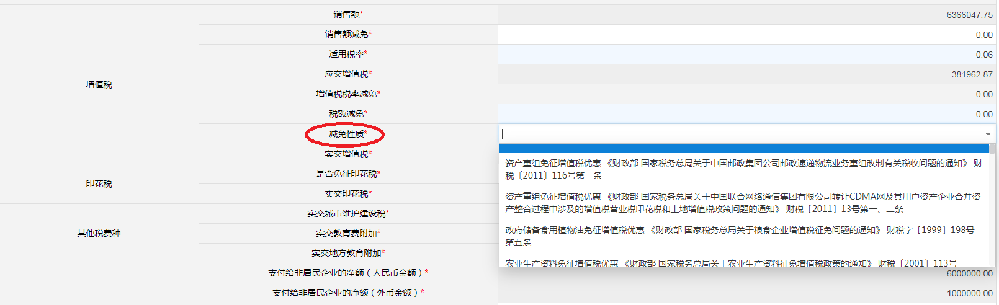 销售额* 6366047.75
销售额减免* 0.00
适用税率* 0.06
应交增值税* 381962.87
增值税
增值税税率减免* 0.00
税额减免* 0.00
减免性质*
实交增值税*
资产重组免征增值税优惠 《财政部 国家税务总局关于中国邮政集团公司邮政速递物流业务重组改制有关税收问题的通知》 财
税〔2011〕116号第一条
资产重组免征增值税优惠 《财政部 国家税务总局关于中国联合网络通信集团有限公司转让CDMA网及其用户资产企业合并资
产整合过程中涉及的增值税营业税印花税和土地增值税政策问题的通知》 财税〔2011〕13号第一、二条
政府储备食用植物油免征增值税优惠 《财政部 国家税务总局关于粮食企业增值税征免问题的通知》 财税字〔1999〕198号
第五条
农业生产资料免征增值税优惠 《财政部 国家税务总局关于农业生产资料征免增值税政策的通知》 财税〔2001〕113号
是否免征印花税*
印花税
实交印花税*
实交城市维护建设税*
其他税费种
实交教育费附加*
实交地方教育附加*
支付给非居民企业的净额（人民币金额）* 6000000.00
支付给非居民企业的净额（外币金额）* 1000000.00